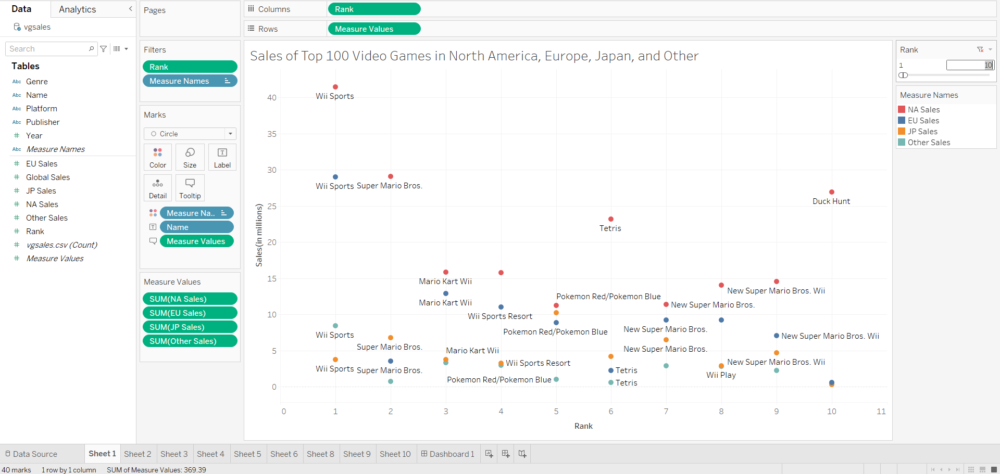 Data
Analytics
vgsales
Search
Tables
Abc Genre
Abc Name
Abc Platform
Abc Publisher
# Year
Abc Measure Names
# EU Sales
# Global Sales
# JP Sales
# NA Sales
# Other Sales
# Rank
# vgsales.csv (Count)
# Measure Values
Pages
Filters
Rank
Measure Names
Marks
Circle
Color
Size
T
Label
Detail
Tooltip
Measure Na..
T Name
Measure Values
Measure Values
SUM(NA Sales)
SUM(EU Sales)
SUM(JP Sales)
SUM(Other Sales)
Columns
Rank
Rows
Measure Values
Sales of Top 100 Video Games in North America, Europe, Japan, and Other
Sales(in millions)
40
35
30
25
20
15
10
5
0
Wii Sports
Wii Sports
Super Mario Bros.
Duck Hunt
Tetris
Mario Kart Wii
New Super Mario Bros. Wii
Pokemon Red/Pokemon Blue
Mario Kart Wii
New Super Mario Bros.
Wii Sports Resort
New Super Mario Bros.
Pokemon Red/Pokemon Blue
Wii Sports
New Super Mario Bros. Wii
Super Mario Bros.
New Super Mario Bros.
Mario Kart Wii
Wii Sports Resort
New Super Mario Bros. Wii
Wii Sports
Super Mario Bros.
Tetris
Wii Play
Pokemon Red/Pokemon Blue
Tetris
0 1 2 3 4 5 6 7 8 9 10 11
Rank
Rank
1 10
Measure Names
NA Sales
EU Sales
JP Sales
Other Sales
Data Source Sheet 1 Sheet 2 Sheet 3 Sheet 4 Sheet 5 Sheet 6 Sheet 8 Sheet 9 Sheet 10 Dashboard 1
40 marks 1 row by 1 column SUM of Measure Values: 369.39